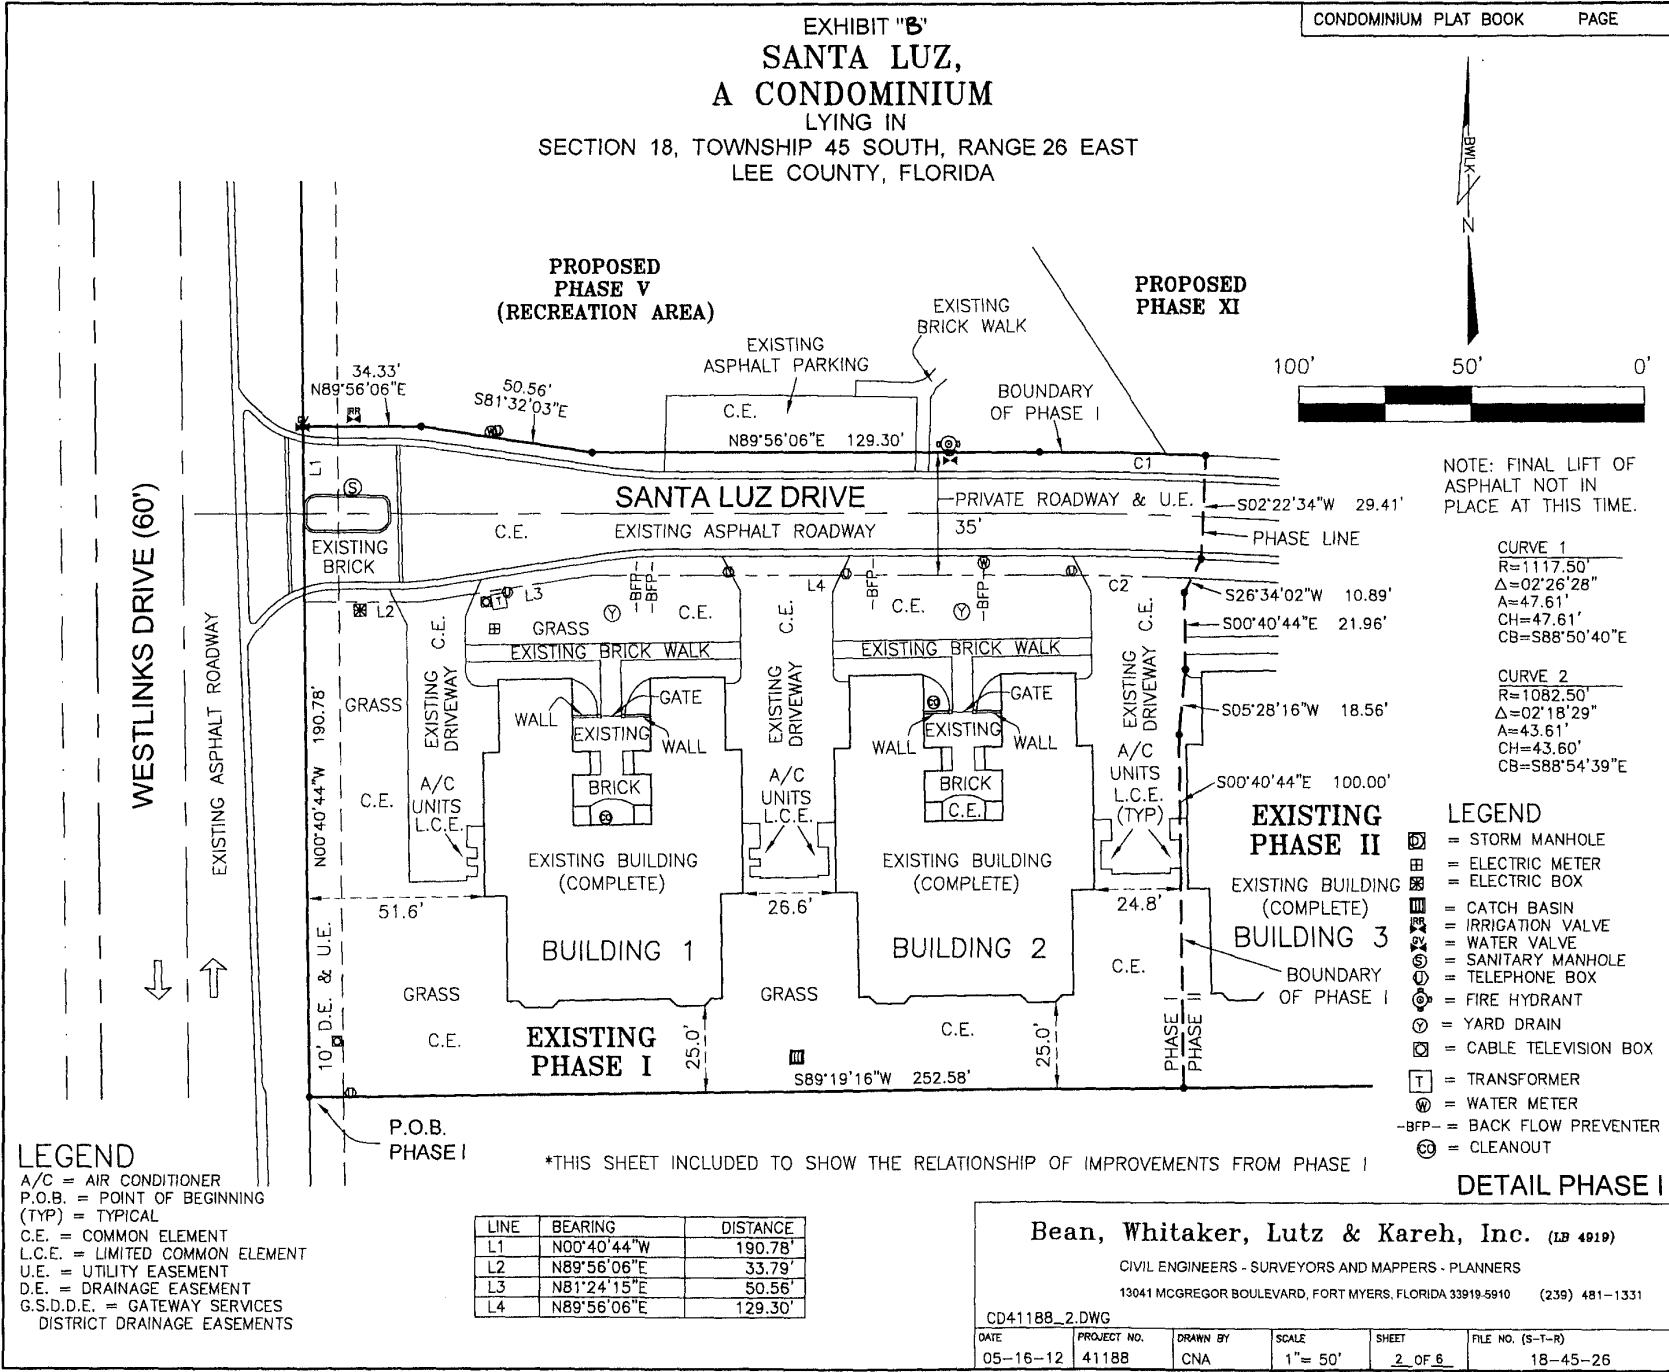 CONDOMINIUM PLAT BOOK PAGE
EXHIBIT "B"
SANTA LUZ,
A CONDOMINIUM
LYING IN
SECTION 18, TOWNSHIP 45 SOUTH, RANGE 26 EAST
LEE COUNTY, FLORIDA
BWLK
N
PROPOSED
PHASE V
(RECREATION AREA)
PROPOSED
PHASE XI
EXISTING
BRICK WALK
EXISTING
ASPHALT PARKING
BOUNDARY
OF PHASE I
100' 50' 0'
34.33'
N89°56'06"E
50.56'
S81°32'03"E
C.E.
N89°56'06"E 129.30'
C1
IRR
GV
L1
S
SANTA LUZ DRIVE
PRIVATE ROADWAY & U.E.
C.E.
EXISTING ASPHALT ROADWAY
35'
EXISTING
BRICK
S02°22'34"W 29.41'
PHASE LINE
S26°34'02"W 10.89'
S00°40'44"E 21.96'
S05°28'16"W 18.56'
S00°40'44"E 100.00'
NOTE: FINAL LIFT OF
ASPHALT NOT IN
PLACE AT THIS TIME.
CURVE 1
R=1117.50'
Δ=02°26'28"
A=47.61'
CH=47.61'
CB=S88°50'40"E
CURVE 2
R=1082.50'
Δ=02°18'29"
A=43.61'
CH=43.60'
CB=S88°54'39"E
WESTLINKS DRIVE (60')
EXISTING ASPHALT ROADWAY
N00°40'44"W 190.78'
10' D.E. & U.E.
L2
L3
L4
C2
T
-BFP-
-BFP-
-BFP-
-BFP-
Y
Y
W
C.E.
C.E.
C.E.
C.E.
C.E.
GRASS
EXISTING BRICK WALK
EXISTING BRICK WALK
GRASS
EXISTING
DRIVEWAY
EXISTING
DRIVEWAY
EXISTING
DRIVEWAY
WALL
GATE
EXISTING
WALL
BRICK
CO
WALL
GATE
EXISTING
WALL
BRICK
C.E.
CO
C.E.
A/C
UNITS
L.C.E.
A/C
UNITS
L.C.E.
A/C
UNITS
L.C.E.
(TYP)
EXISTING BUILDING
(COMPLETE)
EXISTING BUILDING
(COMPLETE)
51.6'
26.6'
24.8'
BUILDING 1
BUILDING 2
EXISTING
PHASE II
EXISTING BUILDING
(COMPLETE)
BUILDING 3
BOUNDARY
OF PHASE I
C.E.
GRASS
GRASS
C.E.
C.E.
EXISTING
PHASE I
25.0'
25.0'
PHASE I
PHASE II
S89°19'16"W 252.58'
P.O.B.
PHASE I
LEGEND
D = STORM MANHOLE
= ELECTRIC METER
= ELECTRIC BOX
= CATCH BASIN
IRR = IRRIGATION VALVE
GV = WATER VALVE
S = SANITARY MANHOLE
= TELEPHONE BOX
= FIRE HYDRANT
Y = YARD DRAIN
= CABLE TELEVISION BOX
T = TRANSFORMER
W = WATER METER
-BFP- = BACK FLOW PREVENTER
CO = CLEANOUT
*THIS SHEET INCLUDED TO SHOW THE RELATIONSHIP OF IMPROVEMENTS FROM PHASE I
DETAIL PHASE I
LEGEND
A/C = AIR CONDITIONER
P.O.B. = POINT OF BEGINNING
(TYP) = TYPICAL
C.E. = COMMON ELEMENT
L.C.E. = LIMITED COMMON ELEMENT
U.E. = UTILITY EASEMENT
D.E. = DRAINAGE EASEMENT
G.S.D.D.E. = GATEWAY SERVICES
DISTRICT DRAINAGE EASEMENTS
LINE BEARING DISTANCE
L1 N00°40'44"W 190.78'
L2 N89°56'06"E 33.79'
L3 N81°24'15"E 50.56'
L4 N89°56'06"E 129.30'
Bean, Whitaker, Lutz & Kareh, Inc. (LB 4919)
CIVIL ENGINEERS - SURVEYORS AND MAPPERS - PLANNERS
13041 MCGREGOR BOULEVARD, FORT MYERS, FLORIDA 33919-5910 (239) 481-1331
CD41188_2.DWG
DATE PROJECT NO. DRAWN BY SCALE SHEET FILE NO. (S-T-R)
05-16-12 41188 CNA 1"= 50' 2 OF 6 18-45-26